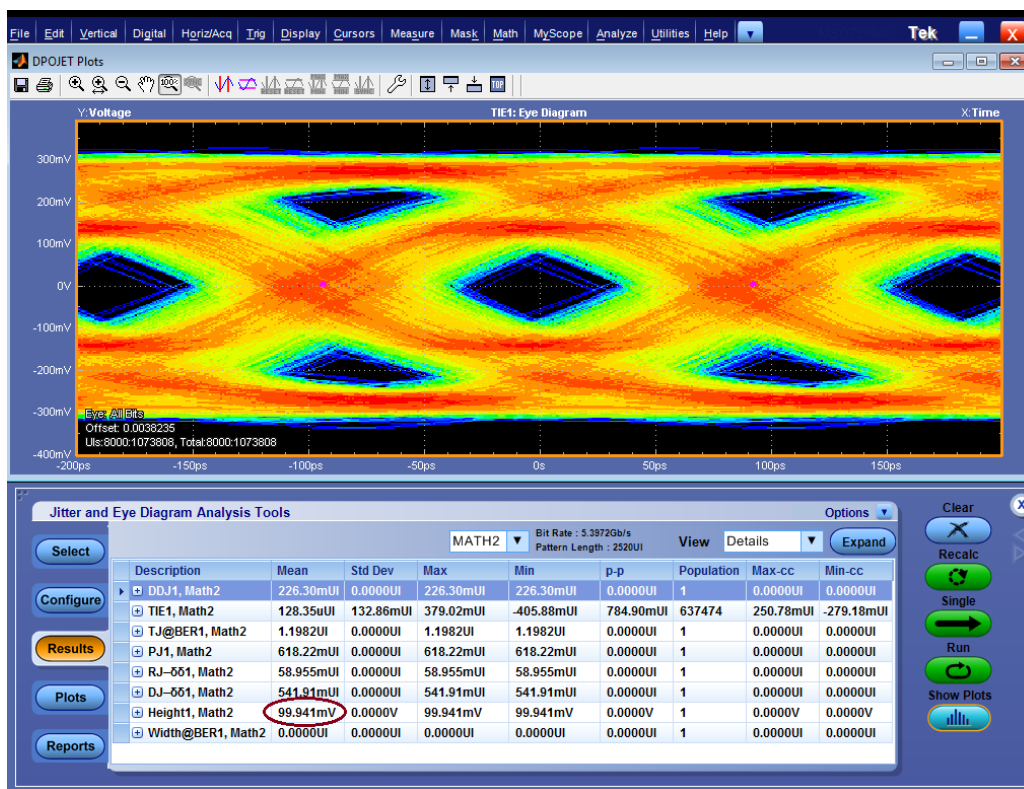 File Edit Vertical Digital Horiz/Acq Trig Display Cursors Measure Mask Math MyScope Analyze Utilities Help Tek X
DPOJET Plots
100%
TOP
Y:Voltage TIE1: Eye Diagram X:Time
300mV
200mV
100mV
0V
-100mV
-200mV
-300mV
-400mV
Eye: All Bits
Offset: 0.0038235
UIs:8000:1073808, Total:8000:1073808
-200ps -150ps -100ps -50ps 0s 50ps 100ps 150ps
Jitter and Eye Diagram Analysis Tools Options
Select
Configure
Results
Plots
Reports
MATH2
Bit Rate : 5.3972Gb/s
Pattern Length : 2520UI
View Details Expand
Description Mean Std Dev Max Min p-p Population Max-cc Min-cc
DDJ1, Math2 226.30mUI 0.0000UI 226.30mUI 226.30mUI 0.0000UI 1 0.0000UI 0.0000UI
TIE1, Math2 128.35uUI 132.86mUI 379.02mUI -405.88mUI 784.90mUI 637474 250.78mUI -279.18mUI
TJ@BER1, Math2 1.1982UI 0.0000UI 1.1982UI 1.1982UI 0.0000UI 1 0.0000UI 0.0000UI
PJ1, Math2 618.22mUI 0.0000UI 618.22mUI 618.22mUI 0.0000UI 1 0.0000UI 0.0000UI
RJ–δδ1, Math2 58.955mUI 0.0000UI 58.955mUI 58.955mUI 0.0000UI 1 0.0000UI 0.0000UI
DJ–δδ1, Math2 541.91mUI 0.0000UI 541.91mUI 541.91mUI 0.0000UI 1 0.0000UI 0.0000UI
Height1, Math2 99.941mV 0.0000V 99.941mV 99.941mV 0.0000V 1 0.0000V 0.0000V
Width@BER1, Math2 0.0000UI 0.0000UI 0.0000UI 0.0000UI 0.0000UI 1 0.0000UI 0.0000UI
Clear
Recalc
Single
Run
Show Plots